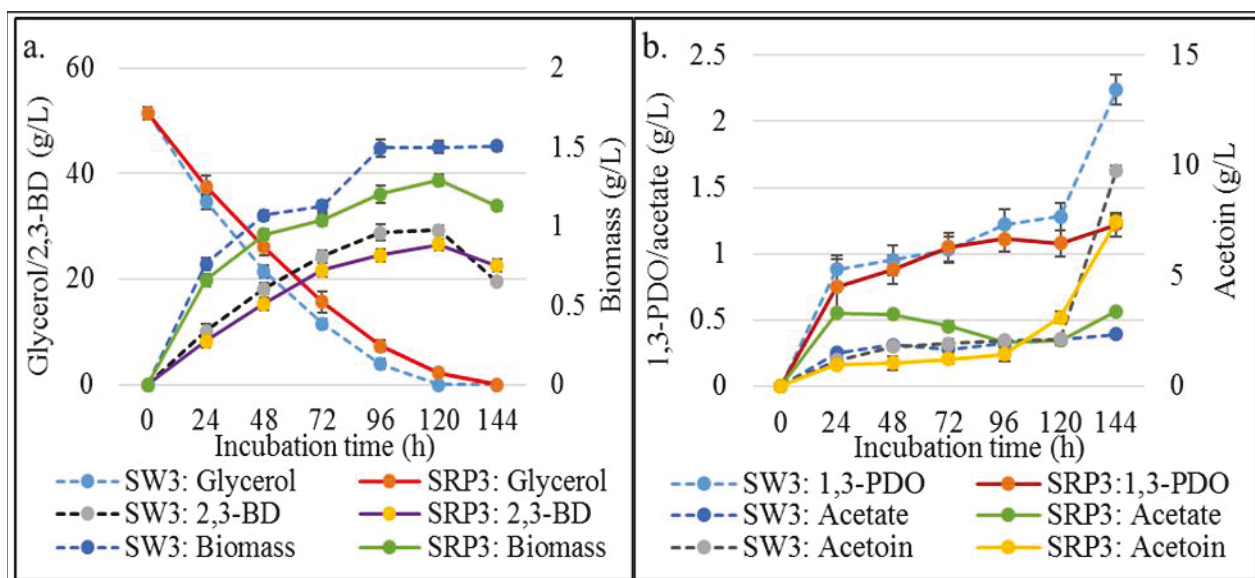 a.
Glycerol/2,3-BD (g/L)
60
40
20
0
2
1.5
1
0.5
0
Biomass (g/L)
0 24 48 72 96 120 144
Incubation time (h)
SW3: Glycerol SRP3: Glycerol
SW3: 2,3-BD SRP3: 2,3-BD
SW3: Biomass SRP3: Biomass
b.
1,3-PDO/acetate (g/L)
2.5
2
1.5
1
0.5
0
15
10
5
0
Acetoin (g/L
0 24 48 72 96 120 144
Incubation time (h)
SW3: 1,3-PDO SRP3:1,3-PDO
SW3: Acetate SRP3: Acetate
SW3: Acetoin SRP3: Acetoin